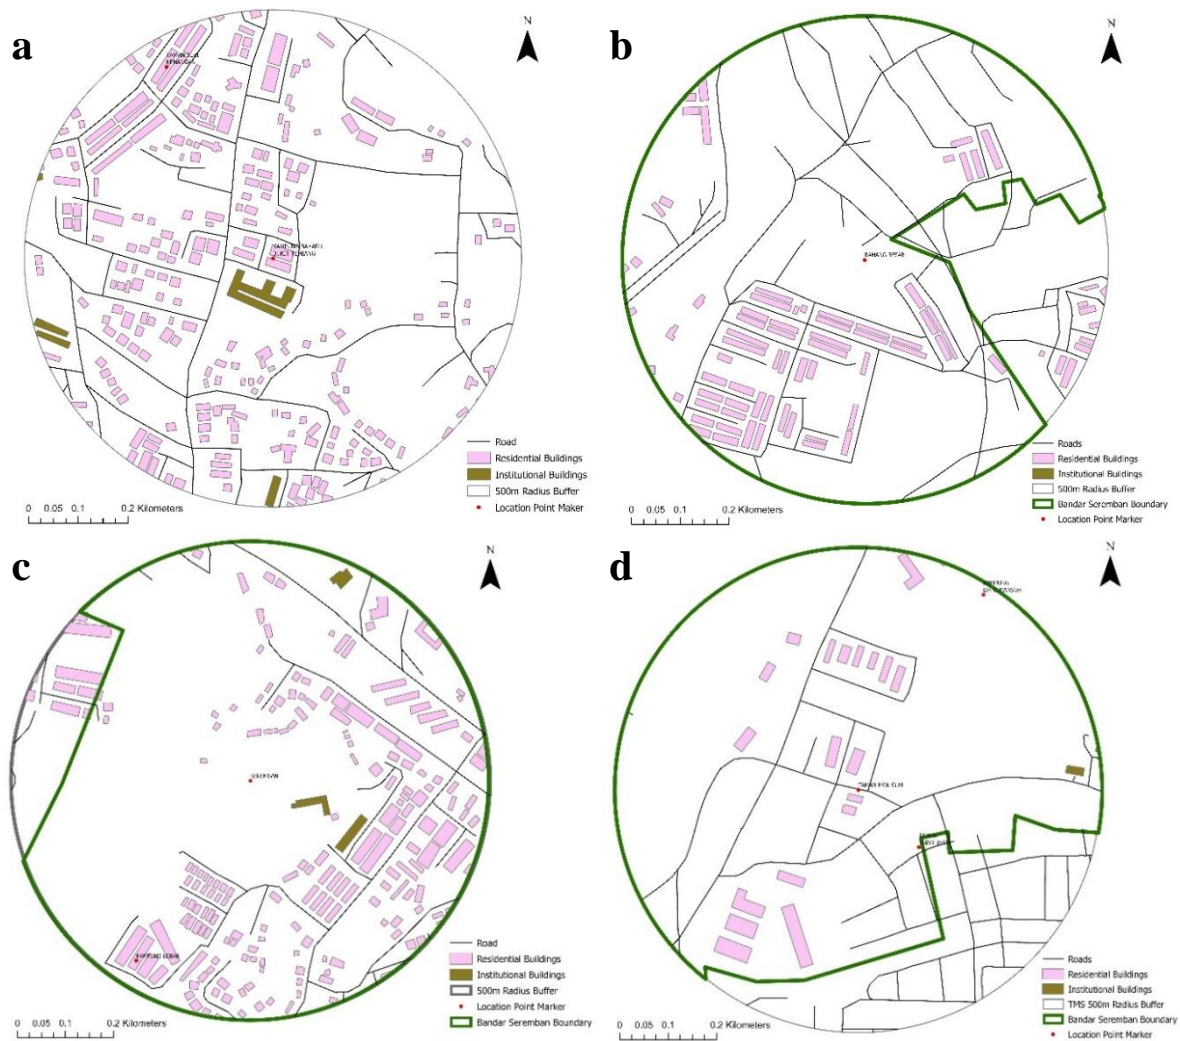 a
N
Road
Residential Buildings
Institutional Buildings
500m Radius Buffer
Location Point Maker
0 0.05 0.1 0.2 Kilometers
b
N
Roads
Residential Buildings
Institutional Buildings
500m Radius Buffer
Bandar Seremban Boundary
Location Point Marker
0 0.05 0.1 0.2 Kilometers
c
N
Road
Residential Buildings
Institutional Buildings
500m Radius Buffer
Location Point Marker
Bandar Seremban Boundary
0 0.05 0.1 0.2 Kilometers
d
N
Roads
Residential Buildings
Institutional Buildings
TMS 500m Radius Buffer
Bandar Seremban Boundary
Location Point Marker
0 0.05 0.1 0.2 Kilometers